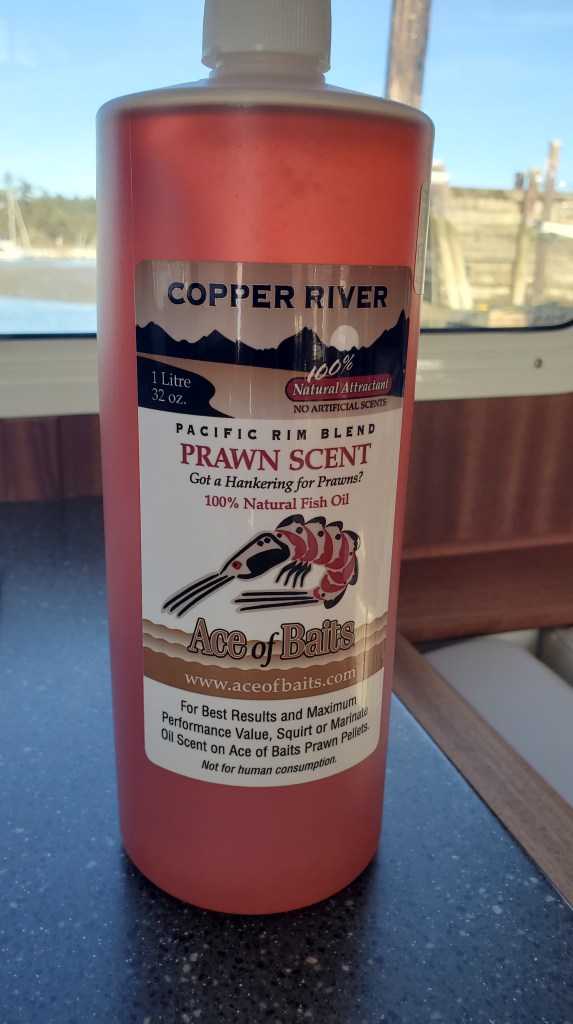 COPPER RIVER
1 Litre
32 oz.
100%
Natural Attractant
NO ARTIFICIAL SCENTS
PACIFIC RIM BLEND
PRAWN SCENT
Got a Hankering for Prawns?
100% Natural Fish Oil
Ace of Baits
www.aceofbaits.com
For Best Results and Maximum
Performance Value, Squirt or Marinate
Oil Scent on Ace of Baits Prawn Pellets.
Not for human consumption.